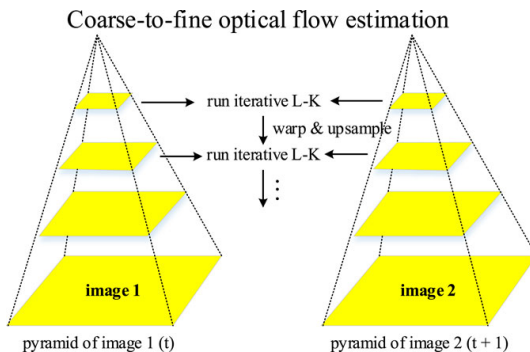 Coarse-to-fine optical flow estimation
run iterative L-K
warp & upsample
run iterative L-K
image 1
image 2
pyramid of image 1 (t)
pyramid of image 2 (t + 1)